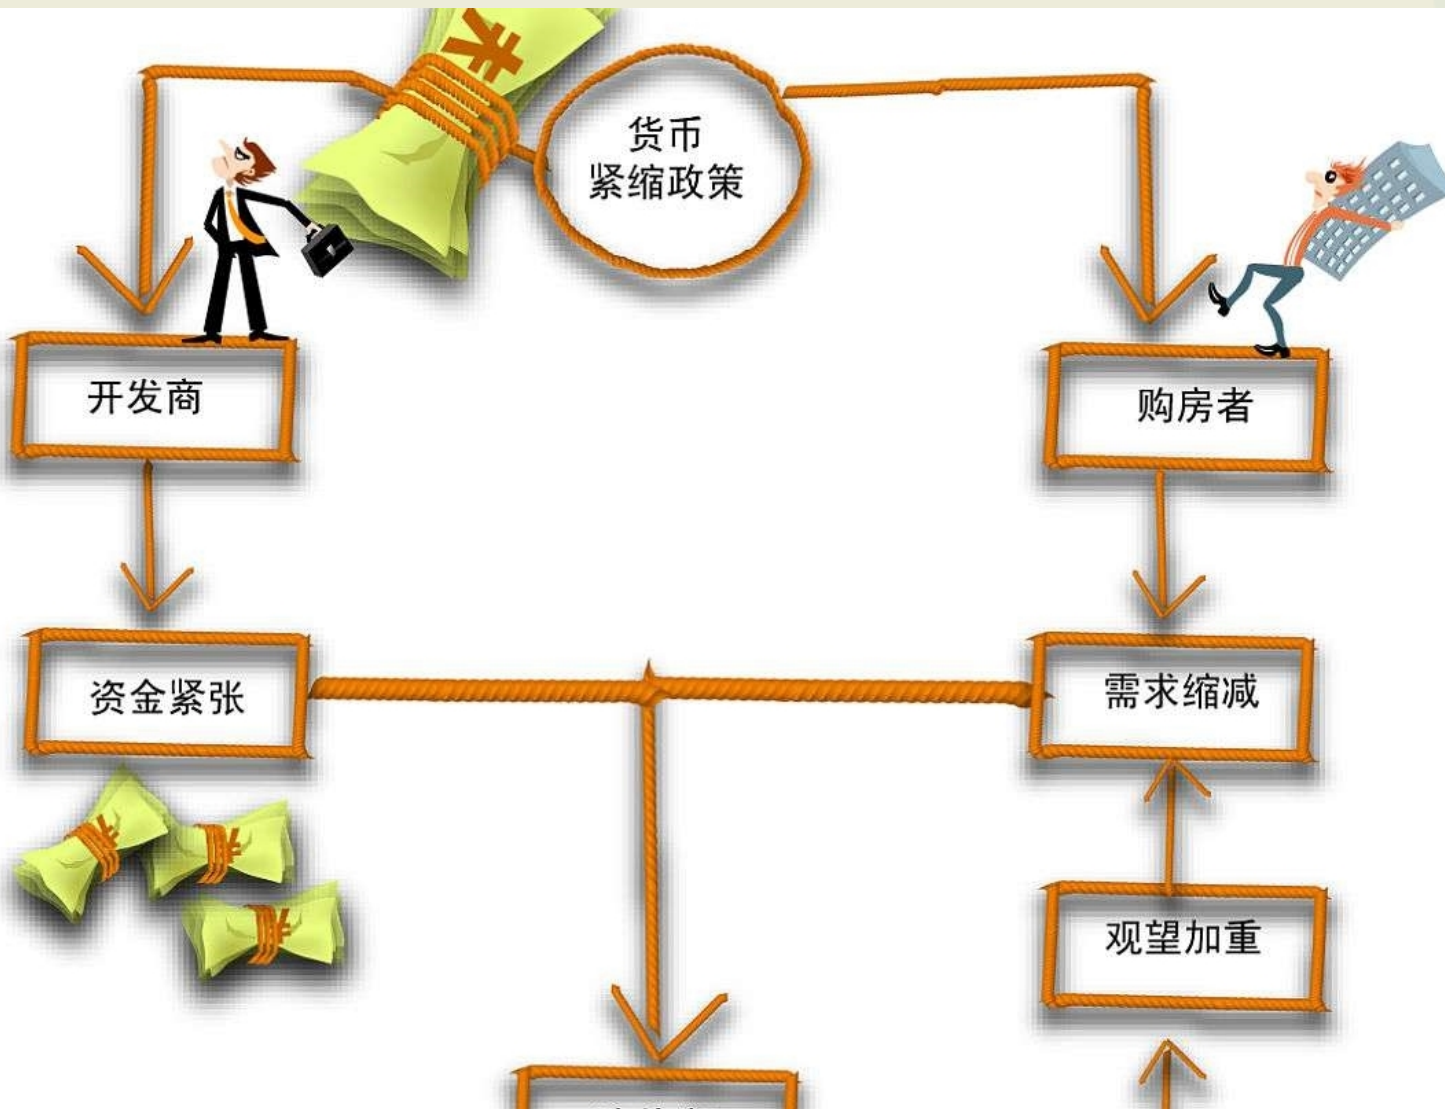 货币
紧缩政策
开发商
购房者
资金紧张
需求缩减
观望加重